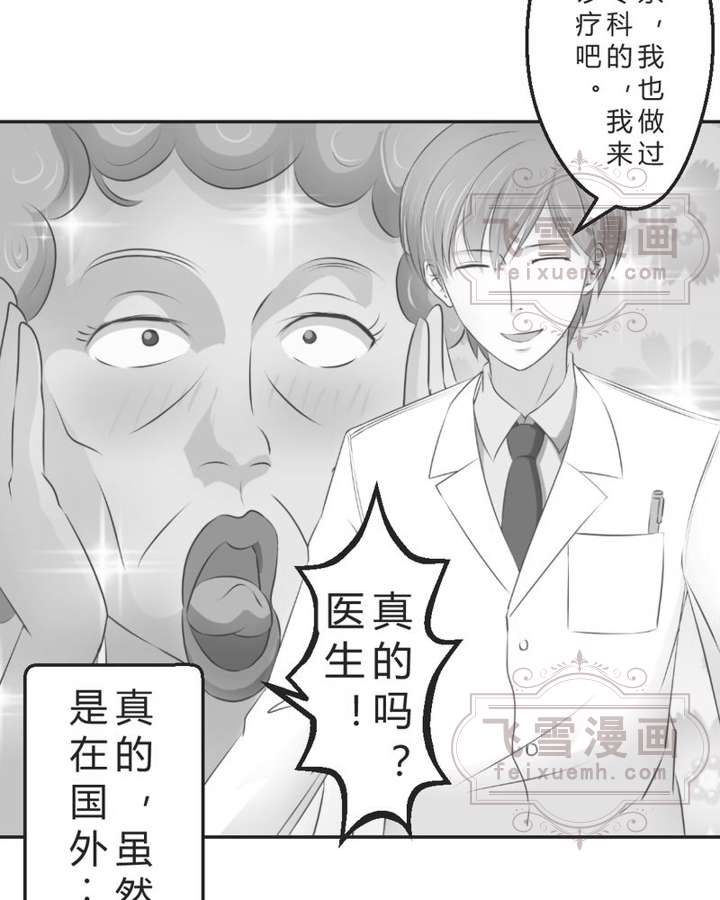 ，我也做过
科的，我来
疗吧。
飞雪漫画
feixuemh.com
真的吗？
医生！
飞雪漫画
feixuemh.com
真的，虽然
是在国外：